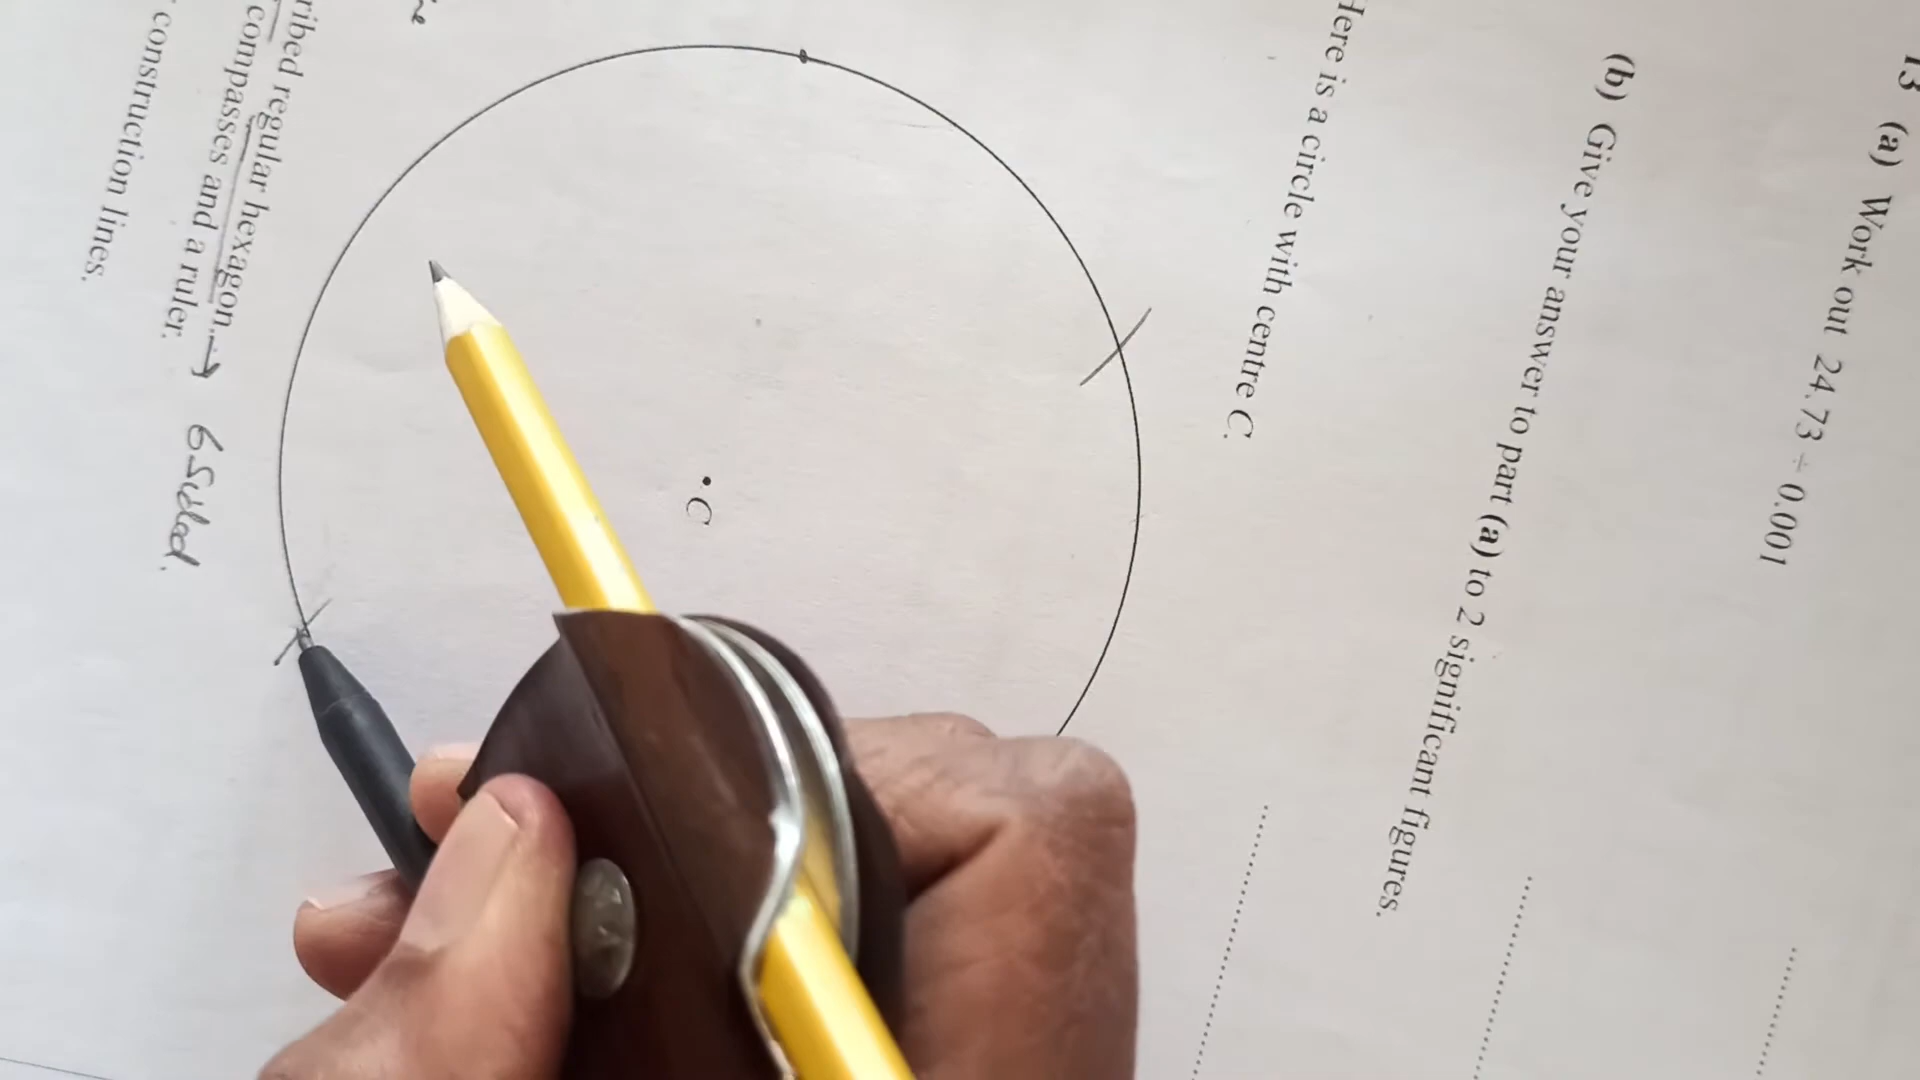 13 (a) Work out 24.73 ÷ 0.001
(b) Give your answer to part (a) to 2 significant figures.
Here is a circle with centre C.
C
ribed regular hexagon. → 6 sided.
compasses and a ruler.
construction lines.